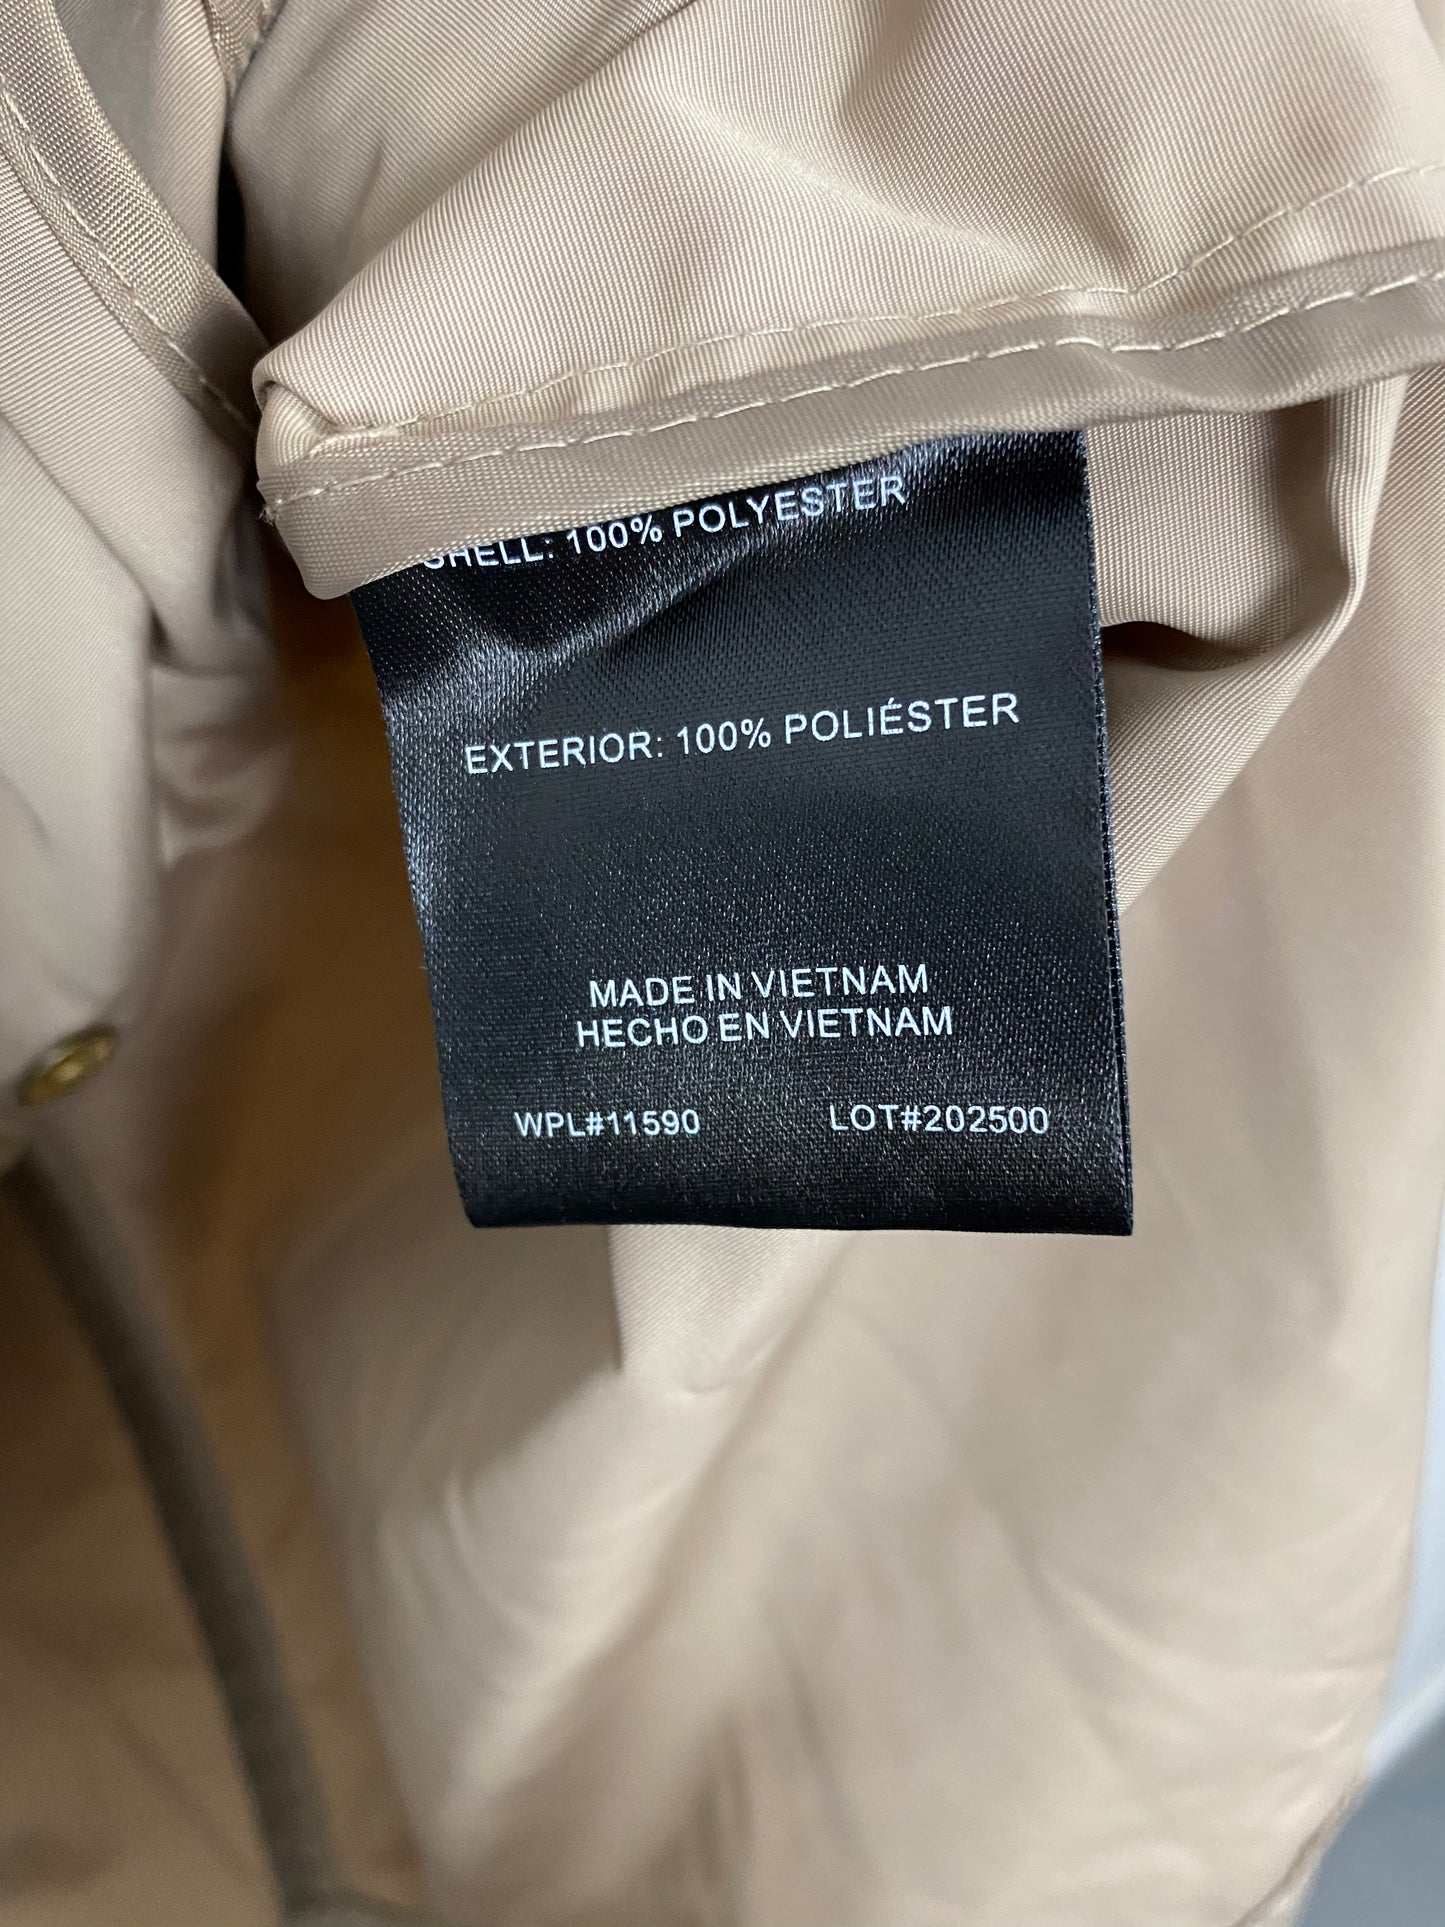 SHELL: 100% POLYESTER
EXTERIOR: 100% POLIÉSTER
MADE IN VIETNAM
HECHO EN VIETNAM
WPL#11590 LOT#202500